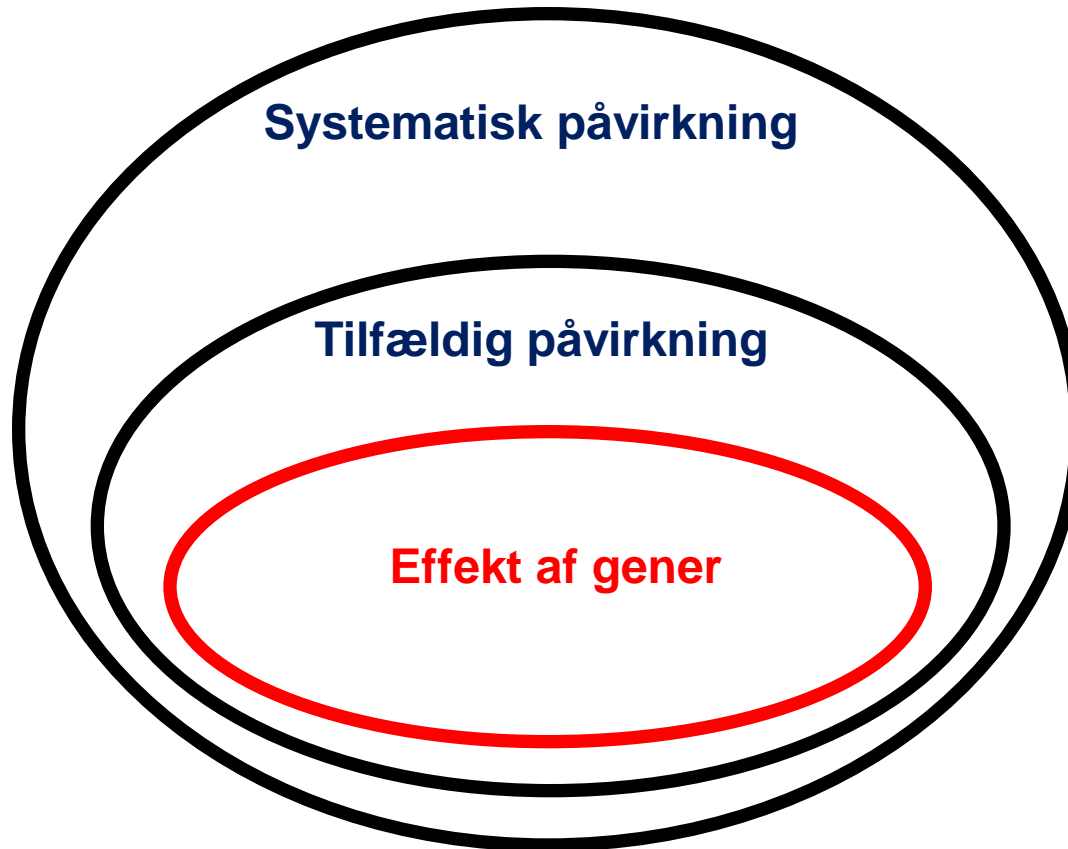 Systematisk påvirkning
Tilfældig påvirkning
Effekt af gener